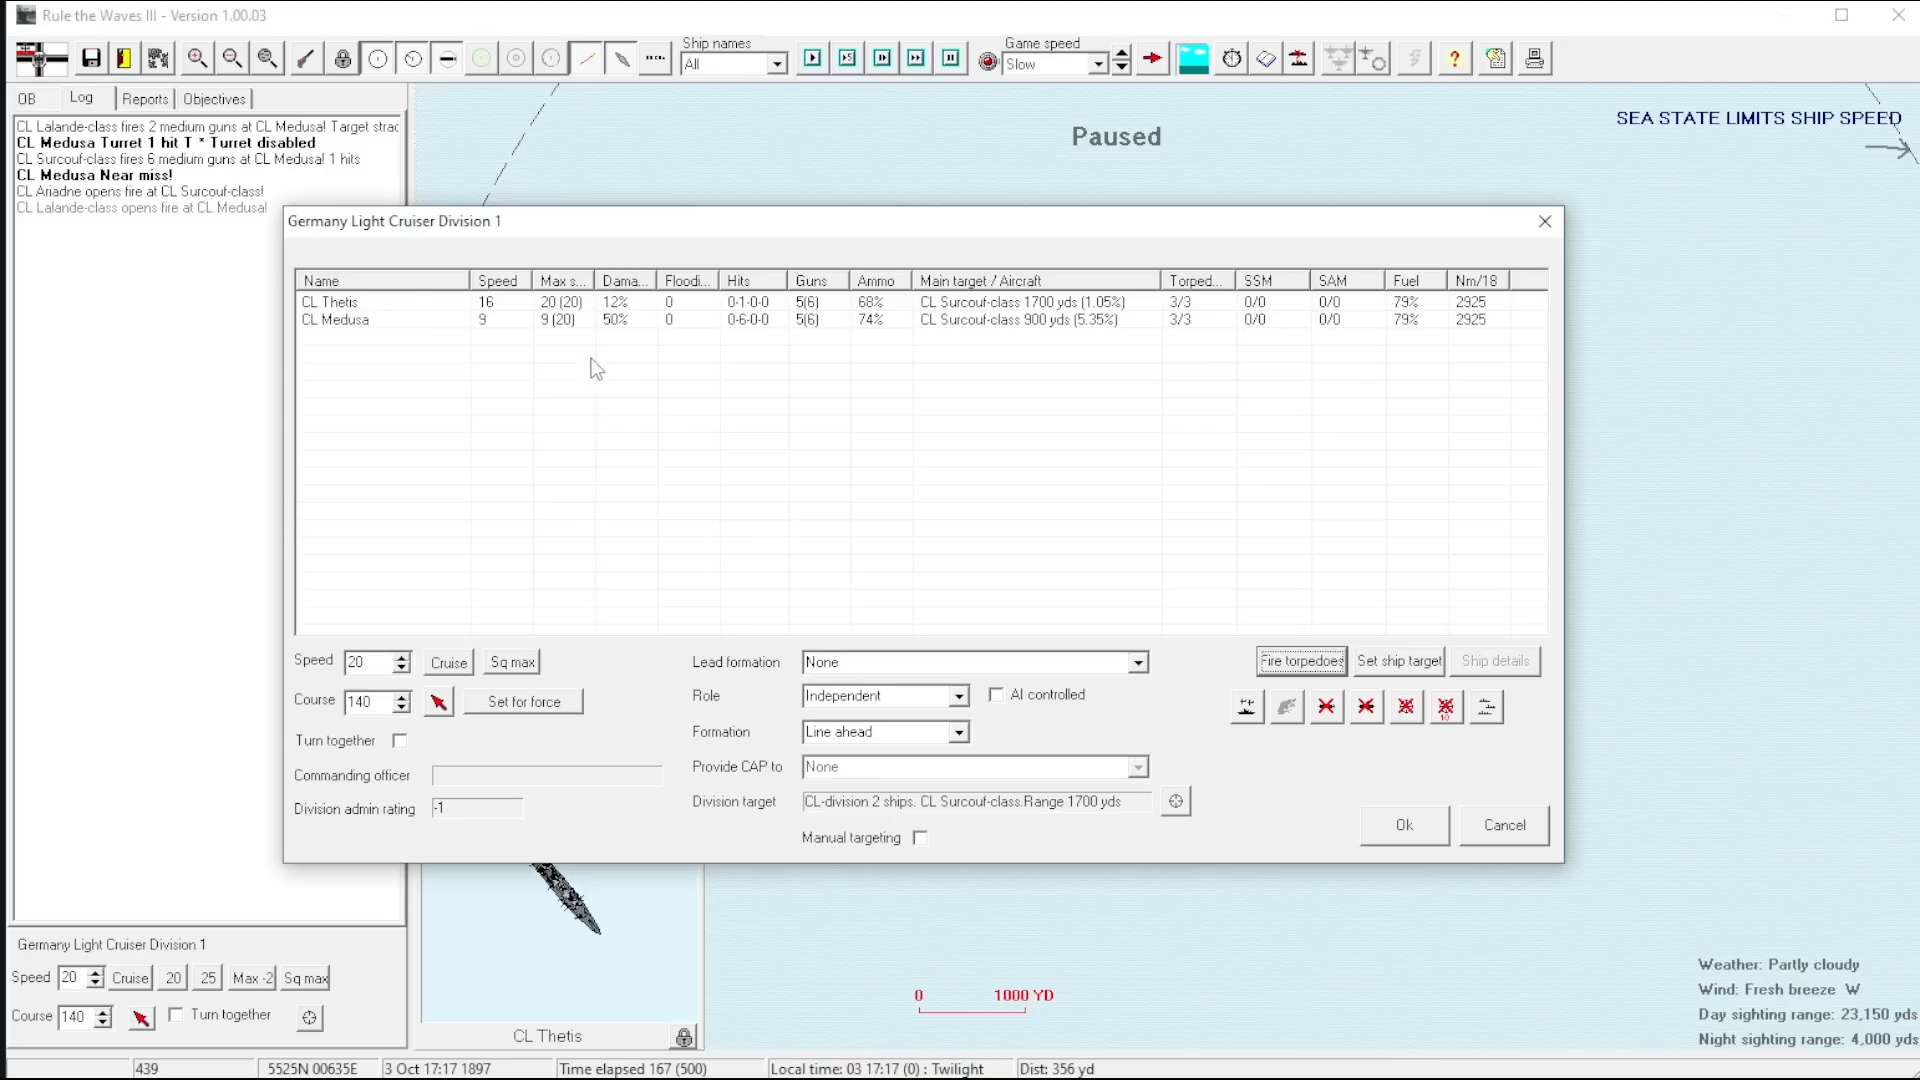 Rule the Waves III - Version 1.00.03
Ship names
All
Game speed
Slow
OB
Log
Reports
Objectives
CL Lalande-class fires 2 medium guns at CL Medusa! Target strac
CL Medusa Turret 1 hit T * Turret disabled
CL Surcouf-class fires 6 medium guns at CL Medusa! 1 hits
CL Medusa Near miss!
CL Ariadne opens fire at CL Surcouf-class!
CL Lalande-class opens fire at CL Medusa!
Paused
SEA STATE LIMITS SHIP SPEED
Germany Light Cruiser Division 1
Name Speed Max s... Dama... Floodi... Hits Guns Ammo Main target / Aircraft Torped... SSM SAM Fuel Nm/18
CL Thetis 16 20 (20) 12% 0 0-1-0-0 5(6) 68% CL Surcouf-class 1700 yds (1.05%) 3/3 0/0 0/0 79% 2925
CL Medusa 9 9 (20) 50% 0 0-6-0-0 5(6) 74% CL Surcouf-class 900 yds (5.35%) 3/3 0/0 0/0 79% 2925
Speed 20 Cruise Sq max
Course 140 Set for force
Turn together
Commanding officer
Division admin rating -1
Lead formation None
Role Independent AI controlled
Formation Line ahead
Provide CAP to None
Division target CL-division 2 ships. CL Surcouf-class.Range 1700 yds
Manual targeting
Fire torpedoes Set ship target Ship details
10
Ok Cancel
Germany Light Cruiser Division 1
Speed 20 Cruise 20 25 Max -2 Sq max
Course 140 Turn together
CL Thetis
0 1000 YD
Weather: Partly cloudy
Wind: Fresh breeze W
Day sighting range: 23,150 yds
Night sighting range: 4,000 yds
439 5525N 00635E 3 Oct 17:17 1897 Time elapsed 167 (500) Local time: 03 17:17 (0) : Twilight Dist: 356 yd